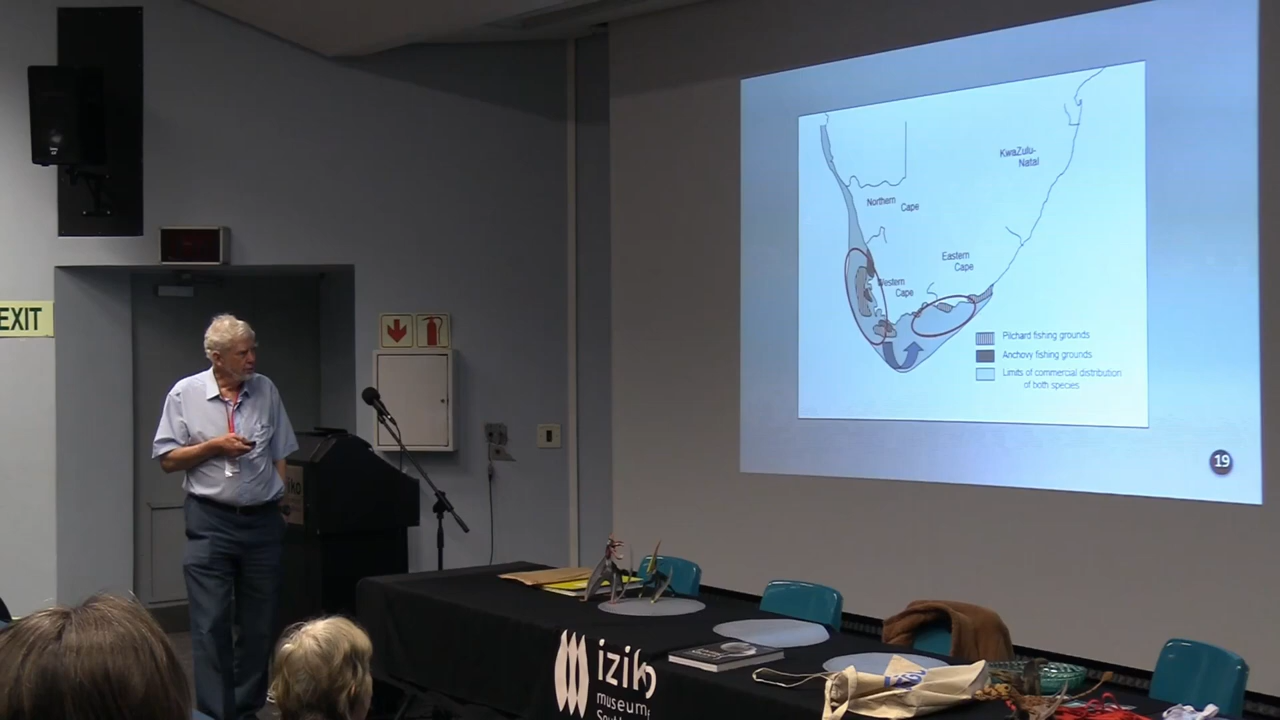 EXIT
KwaZulu-
Natal
Northern
Cape
Eastern
Cape
Western
Cape
Pilchard fishing grounds
Anchovy fishing grounds
Limits of commercial distribution
of both species
19
iziko
museums